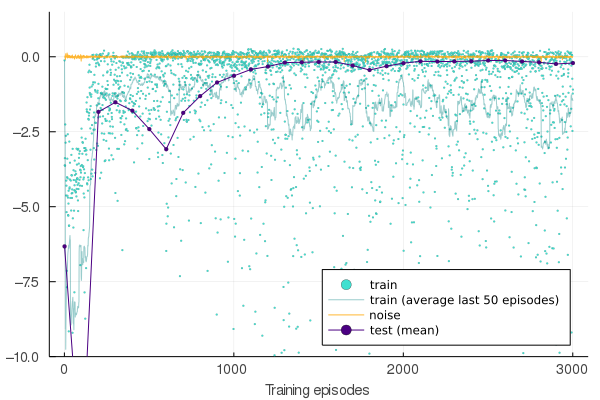 0.0
−2.5
−5.0
−7.5
−10.0
train
train (average last 50 episodes)
noise
test (mean)
0 1000 2000 3000
Training episodes